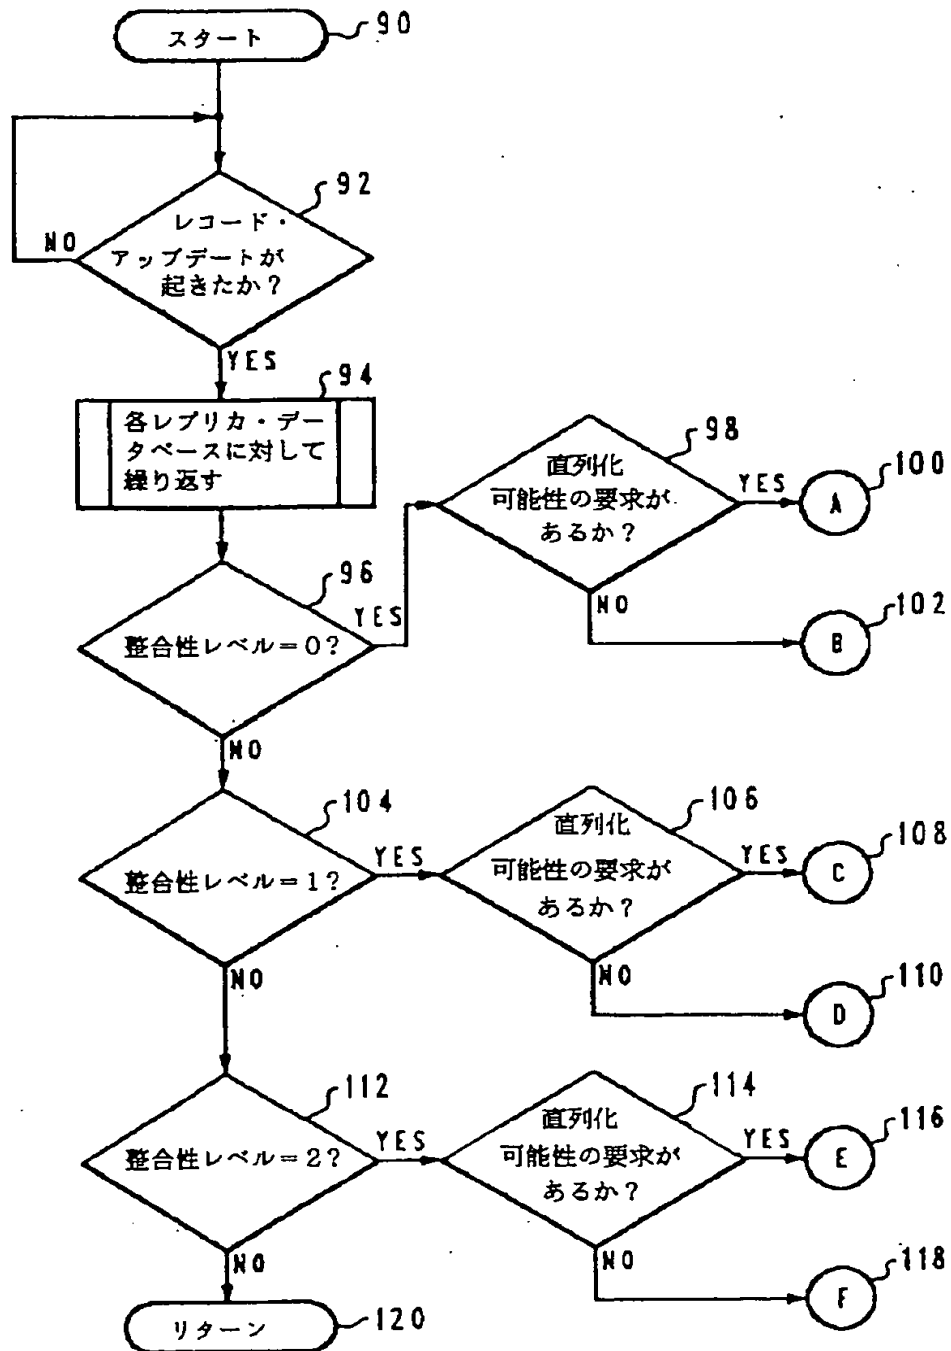 スタート
90
92
レコード・
アップデートが
起きたか?
NO
YES
94
各レプリカ・デー
タベースに対して
繰り返す
96
整合性レベル=0?
YES
NO
98
直列化
可能性の要求が
あるか?
YES
100
A
NO
102
B
104
整合性レベル=1?
YES
NO
106
直列化
可能性の要求が
あるか?
YES
108
C
NO
110
D
112
整合性レベル=2?
YES
NO
114
直列化
可能性の要求が
あるか?
YES
116
E
NO
118
F
リターン
120